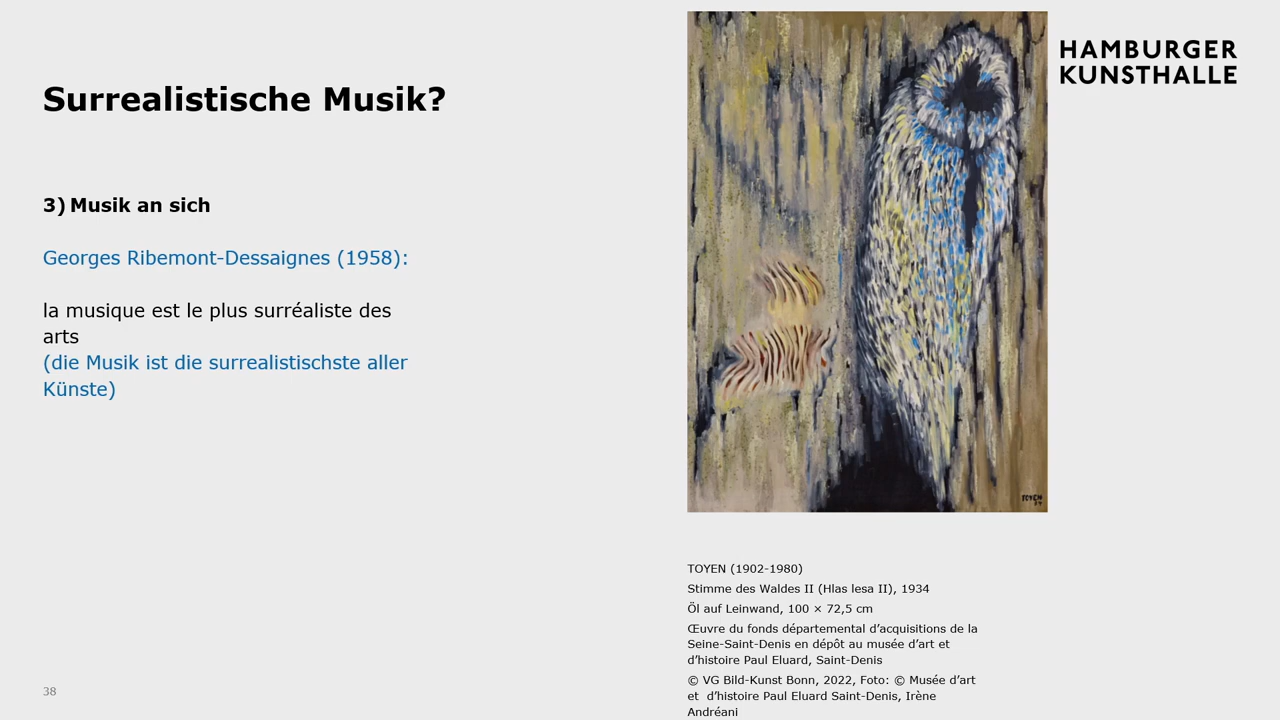 HAMBURGER
KUNSTHALLE
Surrealistische Musik?
3) Musik an sich
Georges Ribemont-Dessaignes (1958):
la musique est le plus surréaliste des
arts
(die Musik ist die surrealistischste aller
Künste)
TOYEN
34
TOYEN (1902-1980)
Stimme des Waldes II (Hlas lesa II), 1934
Öl auf Leinwand, 100 × 72,5 cm
Œuvre du fonds départemental d’acquisitions de la
Seine-Saint-Denis en dépôt au musée d’art et
d’histoire Paul Eluard, Saint-Denis
© VG Bild-Kunst Bonn, 2022, Foto: © Musée d’art
et  d’histoire Paul Eluard Saint-Denis, Irène
Andréani
38